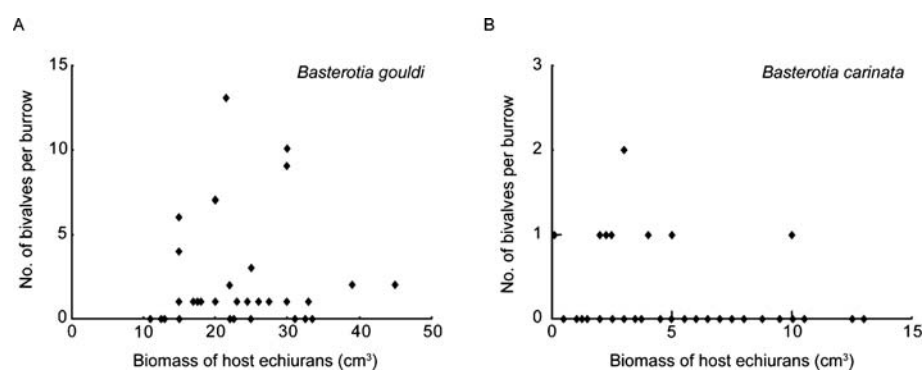 A
Basterotia gouldi
No. of bivalves per burrow
15
10
5
0
0 10 20 30 40 50
Biomass of host echiurans (cm³)
B
Basterotia carinata
No. of bivalves per burrow
3
2
1
0
0 5 10 15
Biomass of host echiurans (cm³)